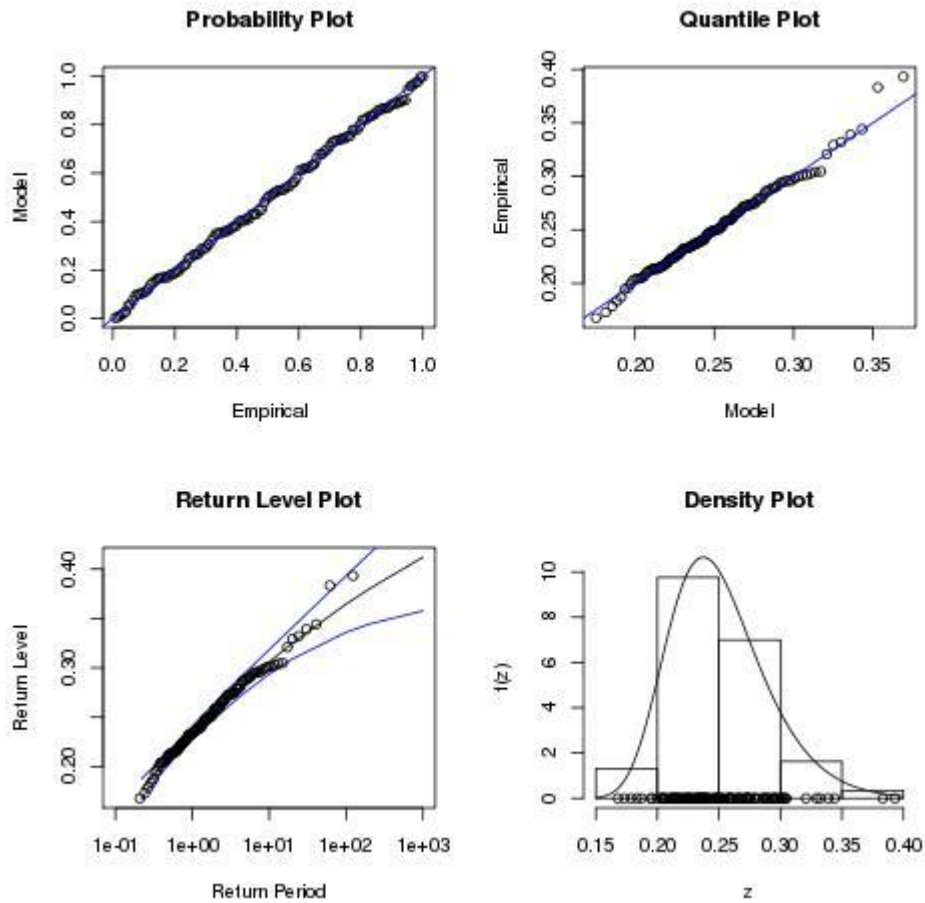 Probability Plot
Model
0.0 0.2 0.4 0.6 0.8 1.0
0.0 0.2 0.4 0.6 0.8 1.0
Empirical
Quantile Plot
Empirical
0.20 0.25 0.30 0.35 0.40
0.20 0.25 0.30 0.35
Model
Return Level Plot
Return Level
0.20 0.30 0.40
1e-01 1e+00 1e+01 1e+02 1e+03
Return Period
Density Plot
f(z)
0 2 4 6 8 10
0.15 0.20 0.25 0.30 0.35 0.40
z